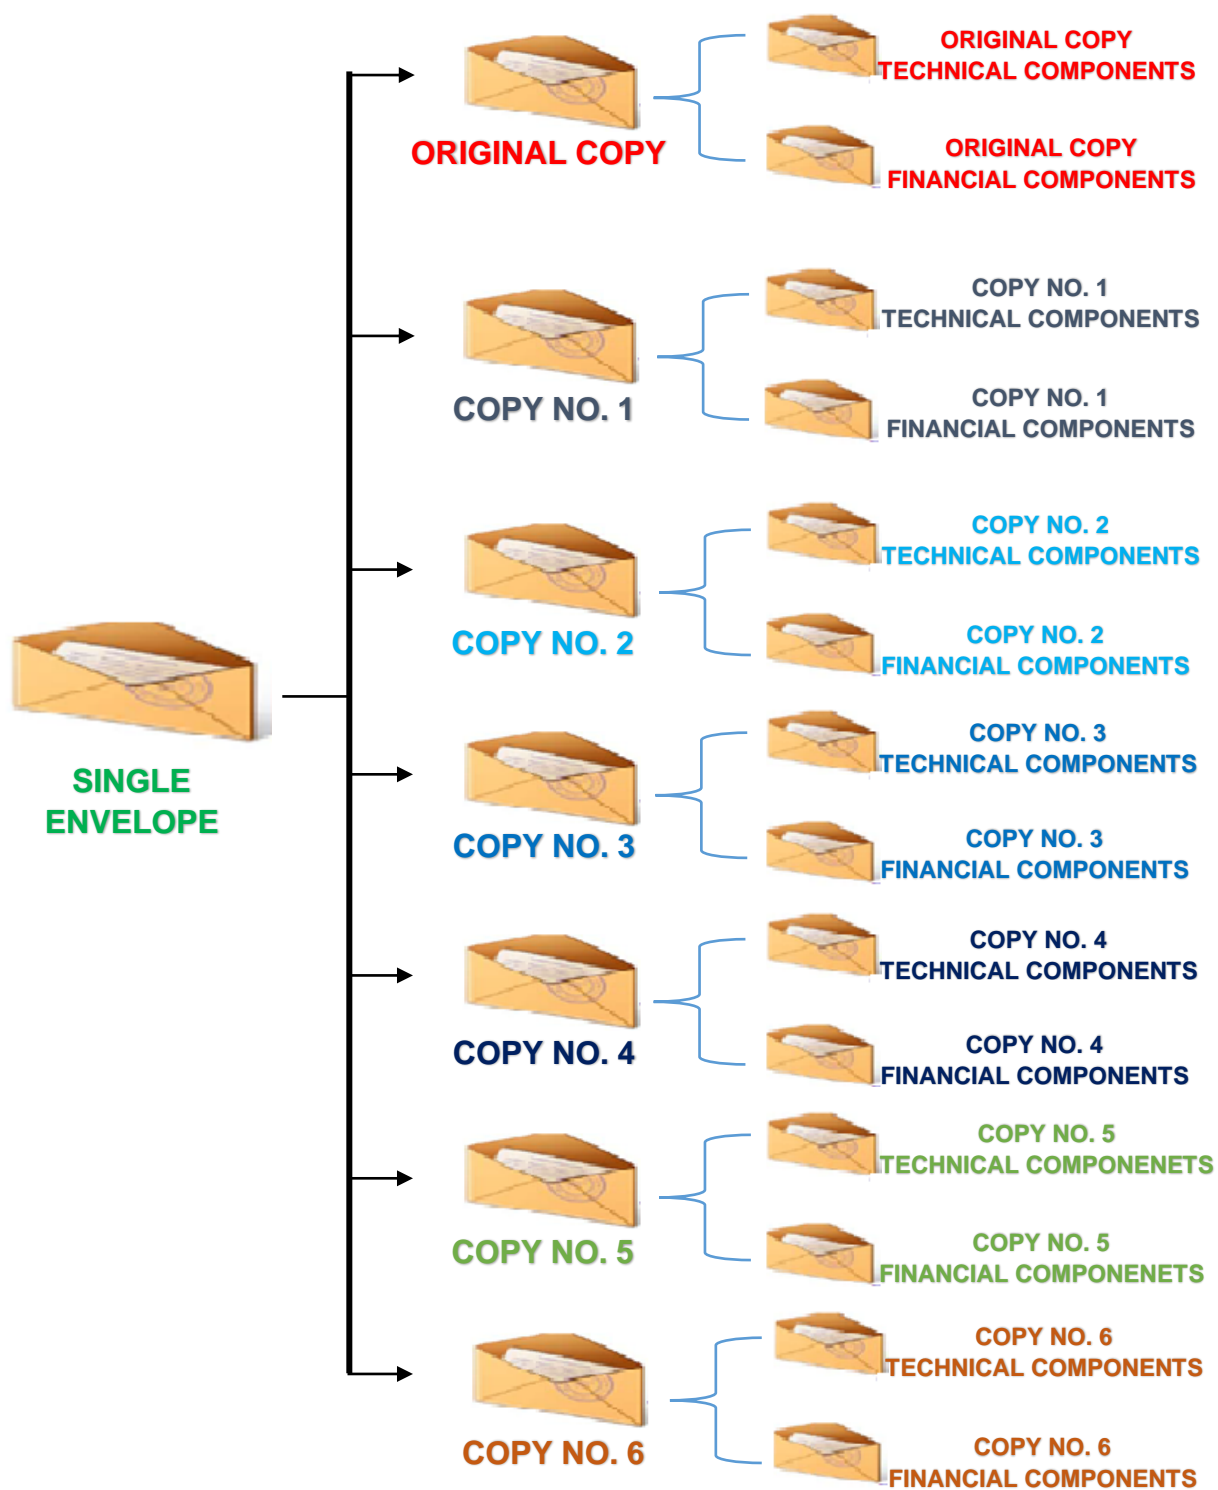 ORIGINAL COPY
TECHNICAL COMPONENTS
ORIGINAL COPY
ORIGINAL COPY
FINANCIAL COMPONENTS
COPY NO. 1
TECHNICAL COMPONENTS
COPY NO. 1
COPY NO. 1
FINANCIAL COMPONENTS
COPY NO. 2
TECHNICAL COMPONENTS
COPY NO. 2
COPY NO. 2
FINANCIAL COMPONENTS
SINGLE
ENVELOPE
COPY NO. 3
TECHNICAL COMPONENTS
COPY NO. 3
COPY NO. 3
FINANCIAL COMPONENTS
COPY NO. 4
TECHNICAL COMPONENTS
COPY NO. 4
COPY NO. 4
FINANCIAL COMPONENTS
COPY NO. 5
TECHNICAL COMPONENETS
COPY NO. 5
COPY NO. 5
FINANCIAL COMPONENETS
COPY NO. 6
TECHNICAL COMPONENTS
COPY NO. 6
COPY NO. 6
FINANCIAL COMPONENTS